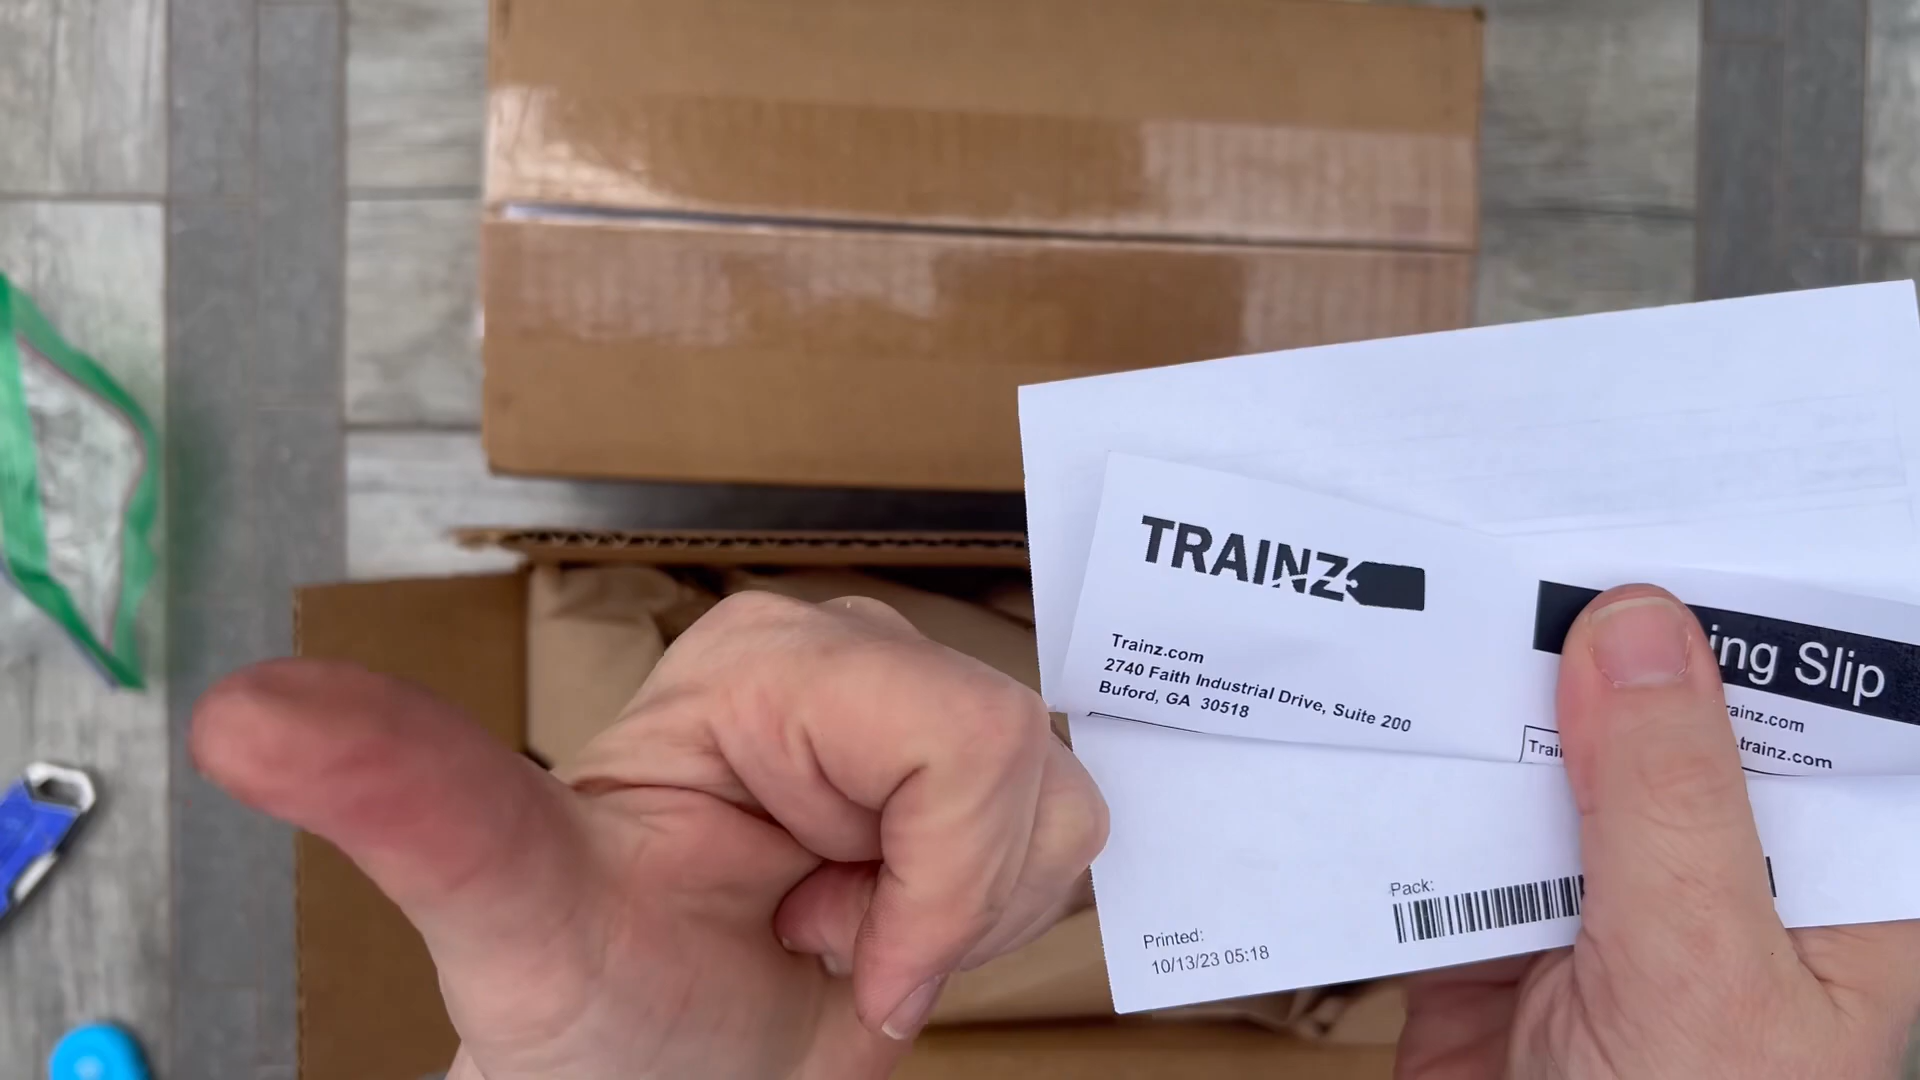 TRAINZ
Trainz.com
2740 Faith Industrial Drive, Suite 200
Buford, GA 30518
ing Slip
rainz.com
Trai
.trainz.com
Pack:
Printed:
10/13/23 05:18